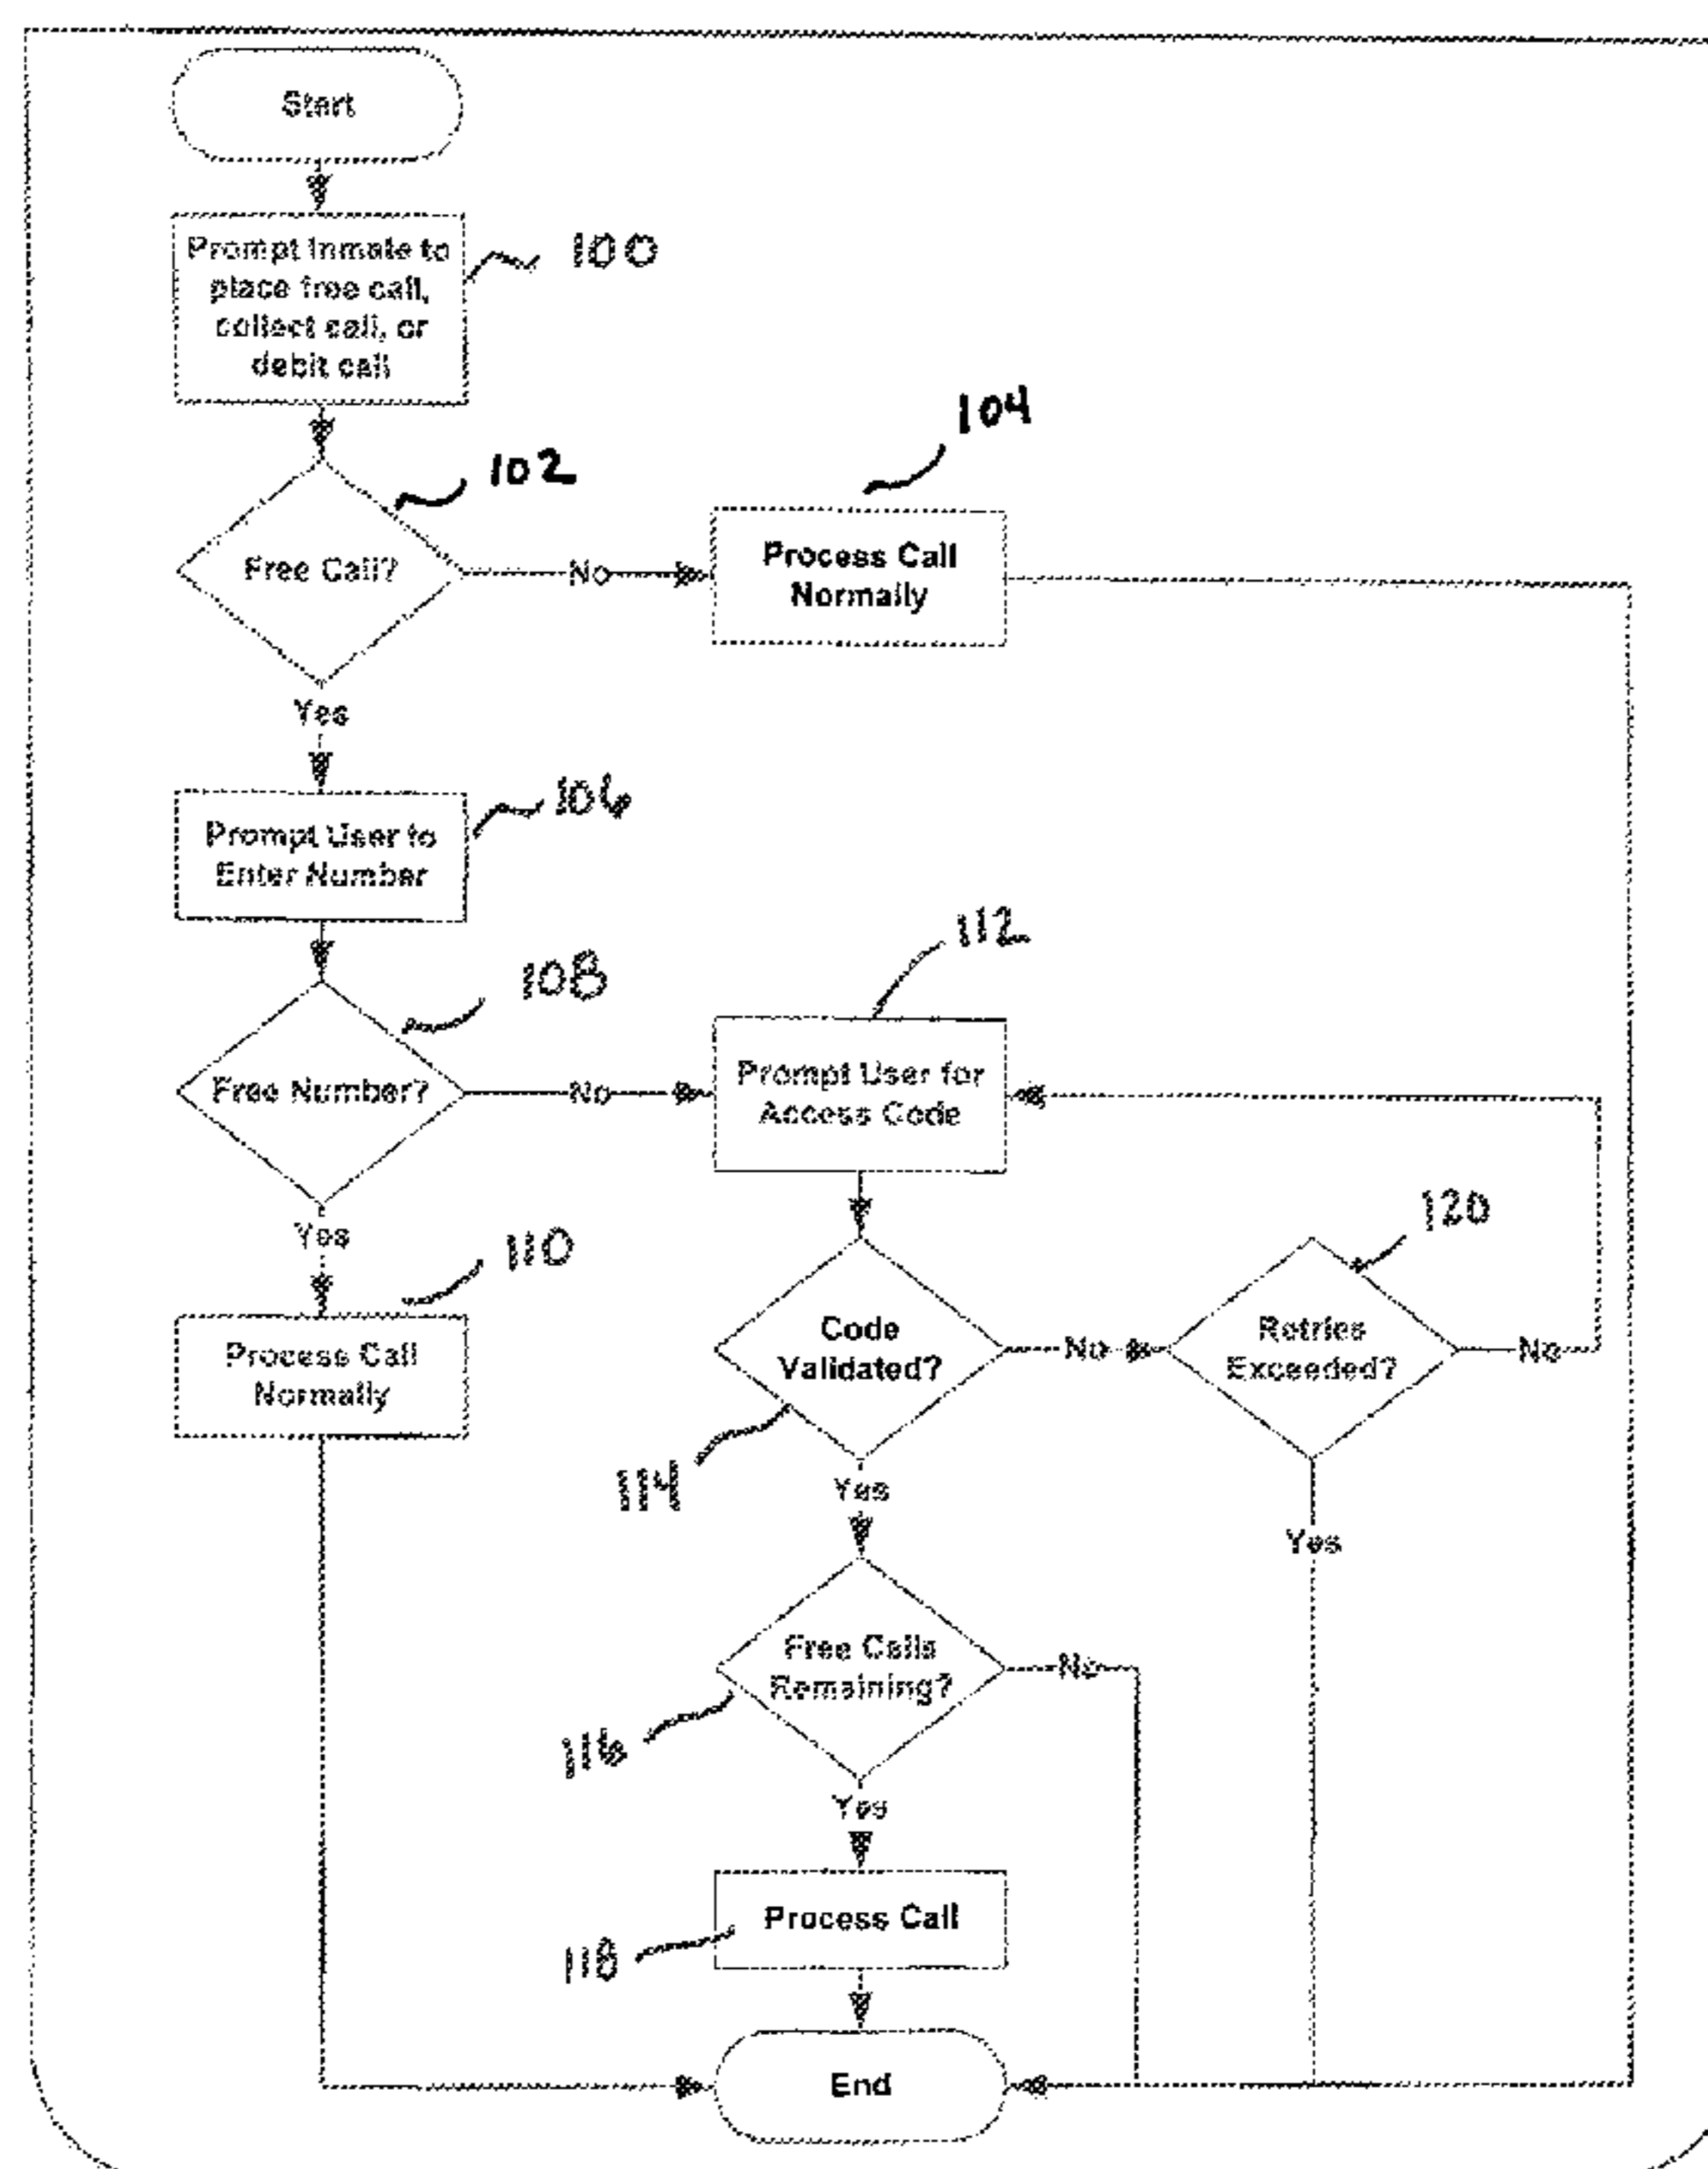 Start
Prompt Inmate to
place free call,
collect call, or
debit call
100
102
Free Call?
No
104
Process Call
Normally
Yes
106
Prompt User to
Enter Number
108
Free Number?
No
112
Prompt User for
Access Code
Yes
110
Process Call
Normally
Code
Validated?
114
No
120
Retries
Exceeded?
No
Yes
Yes
Free Calls
Remaining?
116
No
Yes
Process Call
118
End